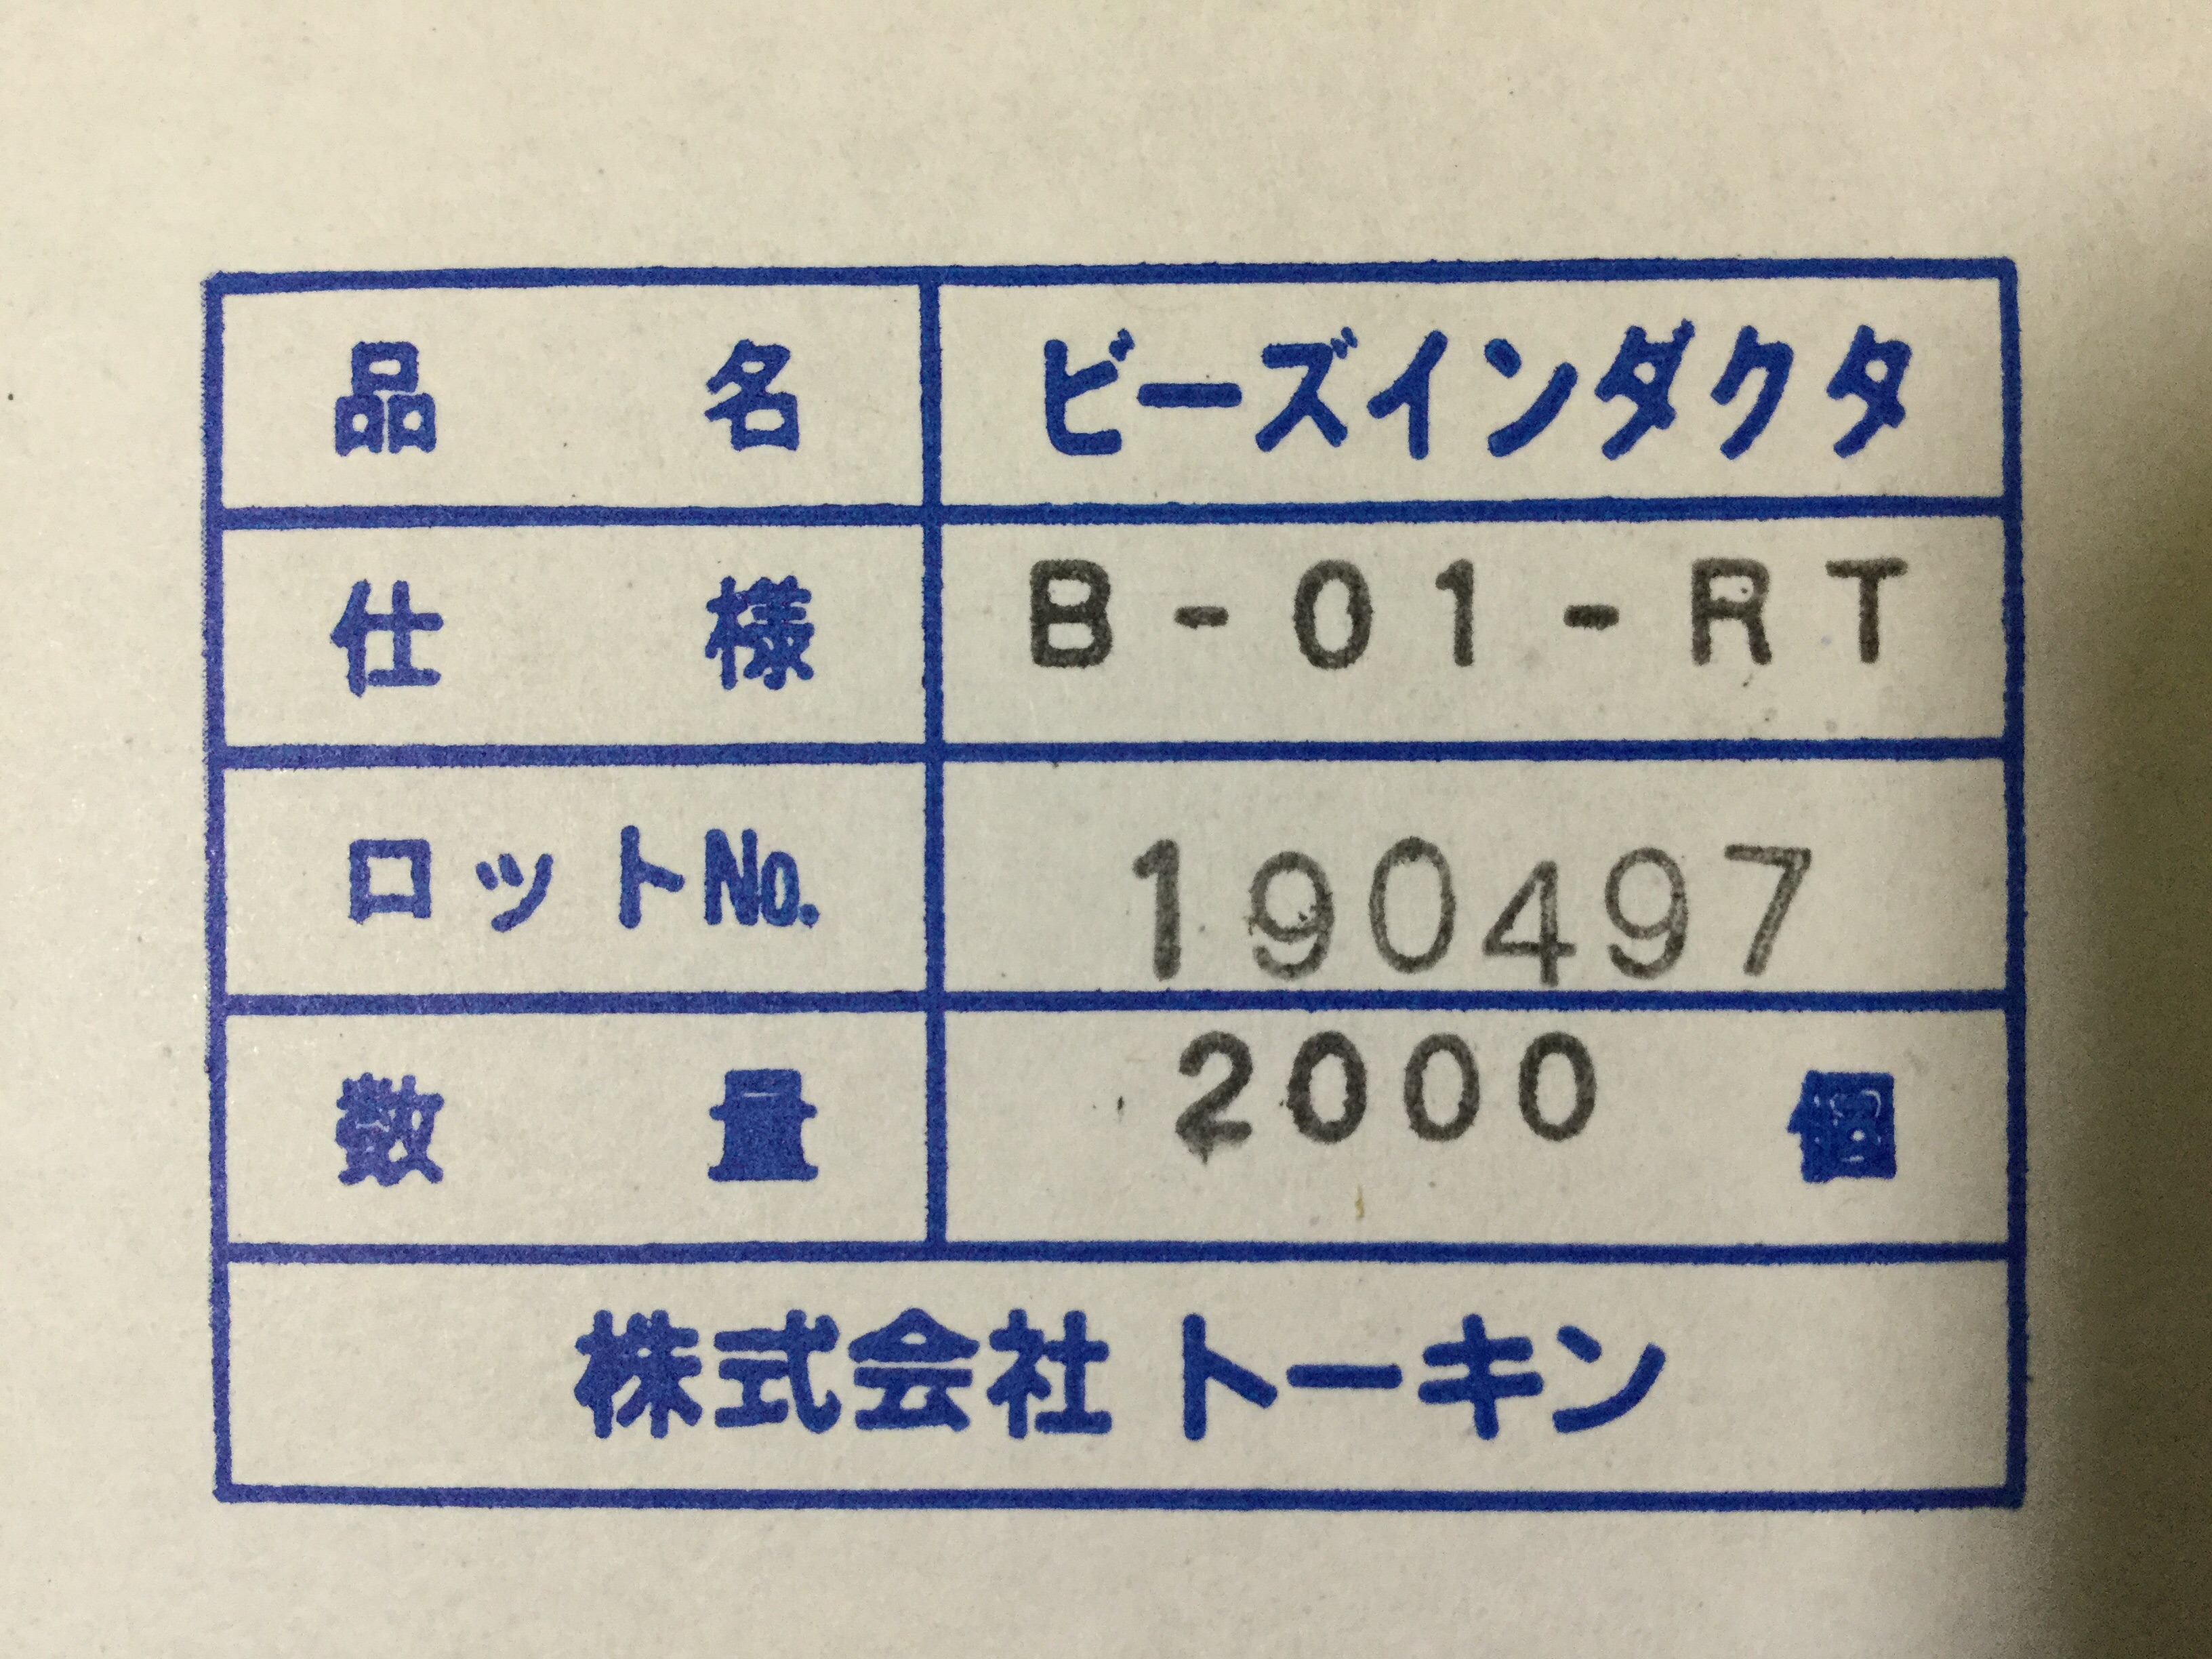 品名 ビーズインダクタ
仕様 B-01-RT
ロットNo. 190497
数量 2000 個
株式会社トーキン